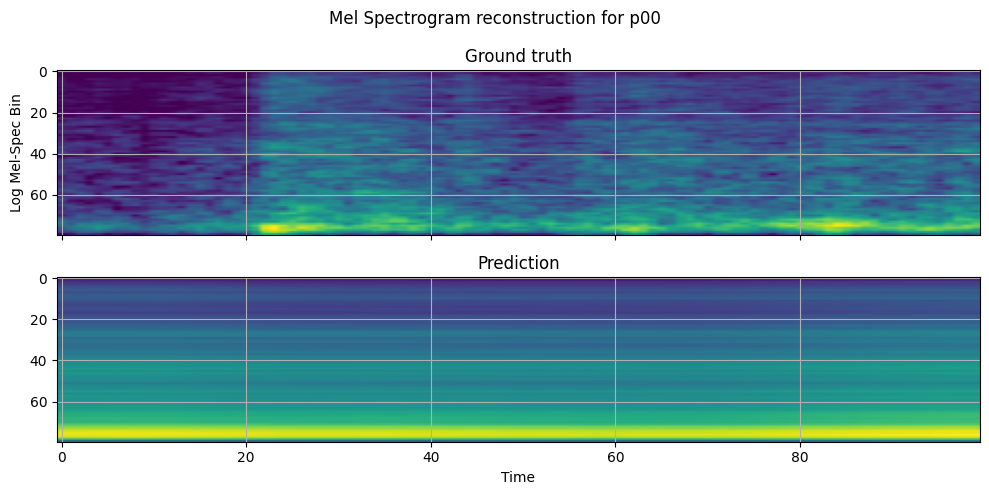 Mel Spectrogram reconstruction for p00
Ground truth
0
20
40
60
Log Mel-Spec Bin
Prediction
0
20
40
60
0 20 40 60 80
Time